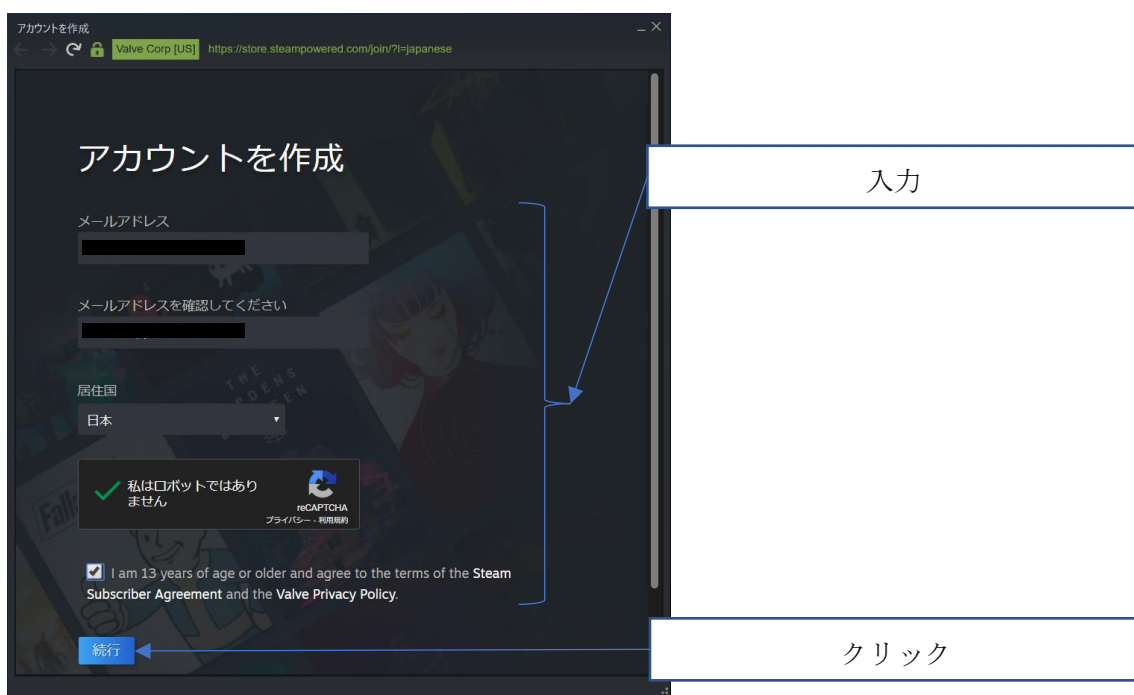 アカウントを作成
Valve Corp [US] https://store.steampowered.com/join/?l=japanese
アカウントを作成
入力
メールアドレス
メールアドレスを確認してください
THE
居住国
日本
私はロボットではあり
ません
reCAPTCHA
プライバシー - 利用規約
Fall
I am 13 years of age or older and agree to the terms of the Steam
Subscriber Agreement and the Valve Privacy Policy.
続行
クリック